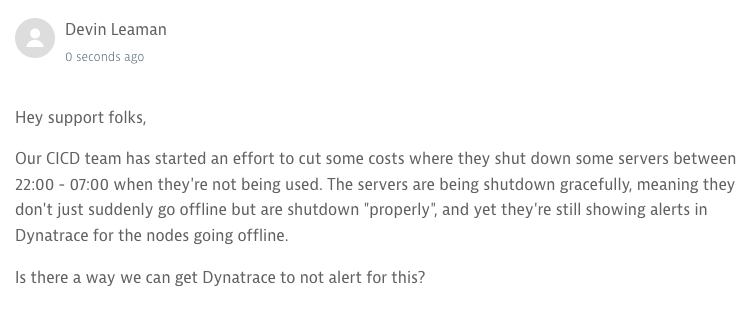 Devin Leaman
0 seconds ago
Hey support folks,
Our CICD team has started an effort to cut some costs where they shut down some servers between
22:00 - 07:00 when they're not being used. The servers are being shutdown gracefully, meaning they
don't just suddenly go offline but are shutdown "properly", and yet they're still showing alerts in
Dynatrace for the nodes going offline.
Is there a way we can get Dynatrace to not alert for this?